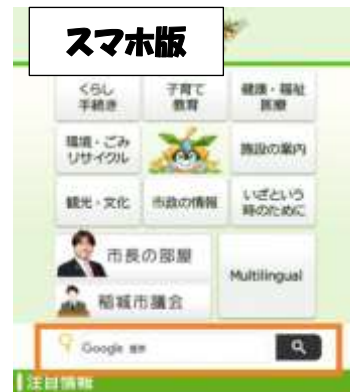 スマホ版
くらし
手続き
子育て
教育
健康・福祉
医療
環境・ごみ
リサイクル
施設の案内
観光・文化
市政の情報
いざという
時のために
市長の部屋
Multilingual
稲城市議会
Google 検索
注目情報